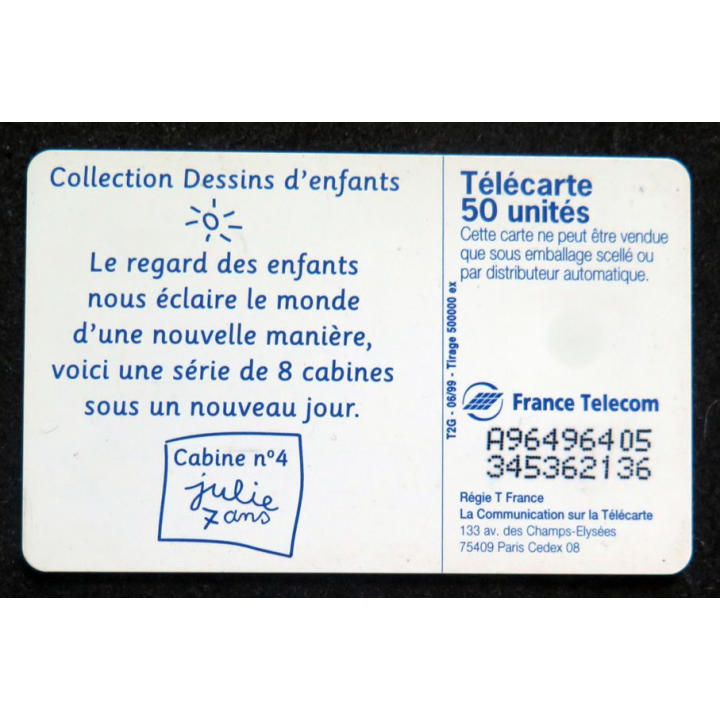 Collection Dessins d'enfants
Le regard des enfants
nous éclaire le monde
d'une nouvelle manière,
voici une série de 8 cabines
sous un nouveau jour.
Cabine n°4
julie
7 ans
T2G - 06/99 - Tirage 500000 ex
Télécarte
50 unités
Cette carte ne peut être vendue
que sous emballage scellé ou
par distributeur automatique.
France Telecom
A96496405
345362136
Régie T France
La Communication sur la Télécarte
133 av. des Champs-Elysées
75409 Paris Cedex 08